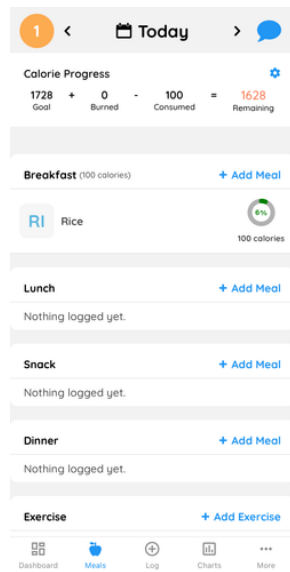 1 < Today >
Calorie Progress
1728 + 0 - 100 = 1628
Goal Burned Consumed Remaining
Breakfast (100 calories) + Add Meal
RI Rice 6%
100 calories
Lunch + Add Meal
Nothing logged yet.
Snack + Add Meal
Nothing logged yet.
Dinner + Add Meal
Nothing logged yet.
Exercise + Add Exercise
Dashboard Meals Log Charts More